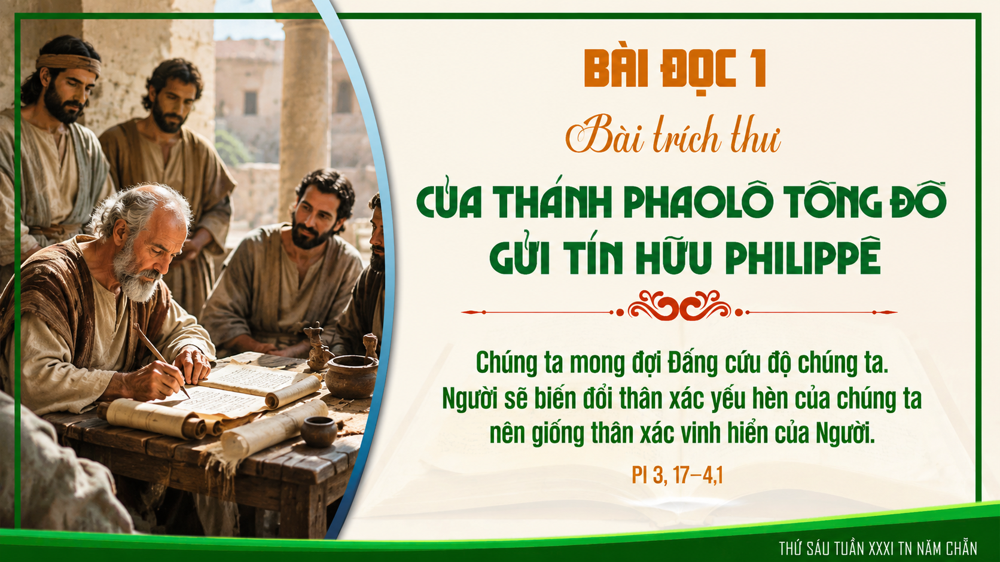 BÀI ĐỌC 1
Bài trích thư
CỦA THÁNH PHAOLÔ TÔNG ĐỒ
GỬI TÍN HỮU PHILIPPÊ
Chúng ta mong đợi Đấng cứu độ chúng ta.
Người sẽ biến đổi thân xác yếu hèn của chúng ta
nên giống thân xác vinh hiển của Người.
Pl 3, 17–4,1
THỨ SÁU TUẦN XXXI TN NĂM CHẴN